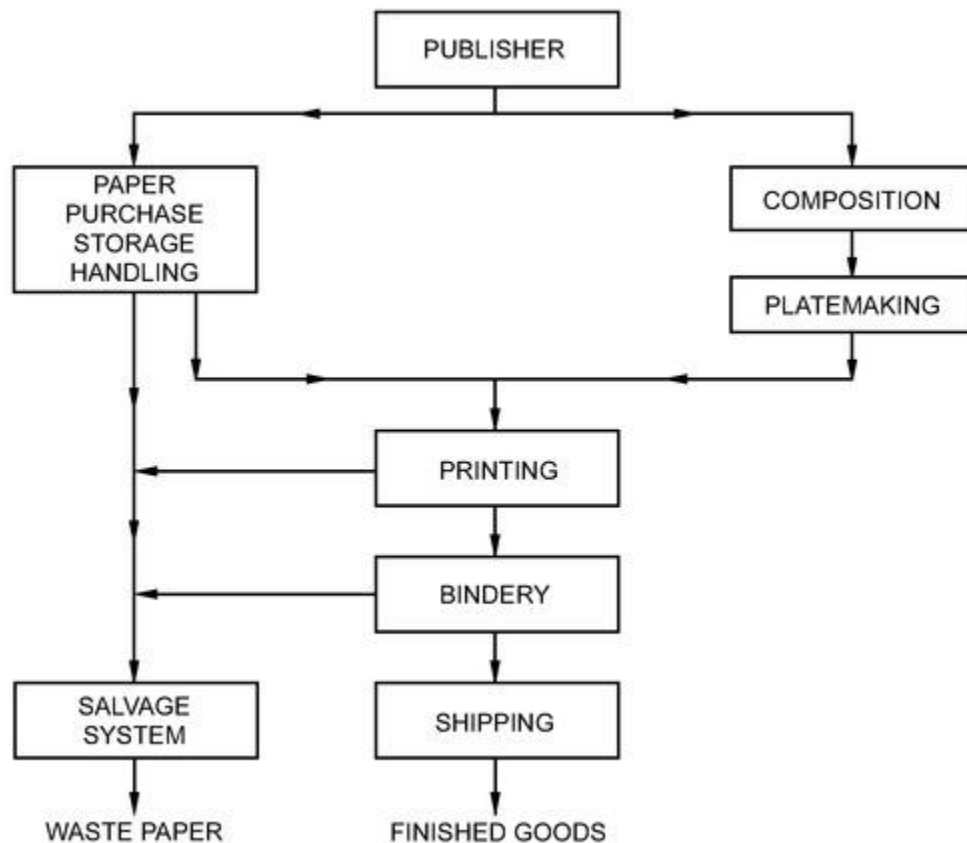 PUBLISHER
PAPER
PURCHASE
STORAGE
HANDLING
COMPOSITION
PLATEMAKING
PRINTING
BINDERY
SALVAGE
SYSTEM
SHIPPING
WASTE PAPER
FINISHED GOODS